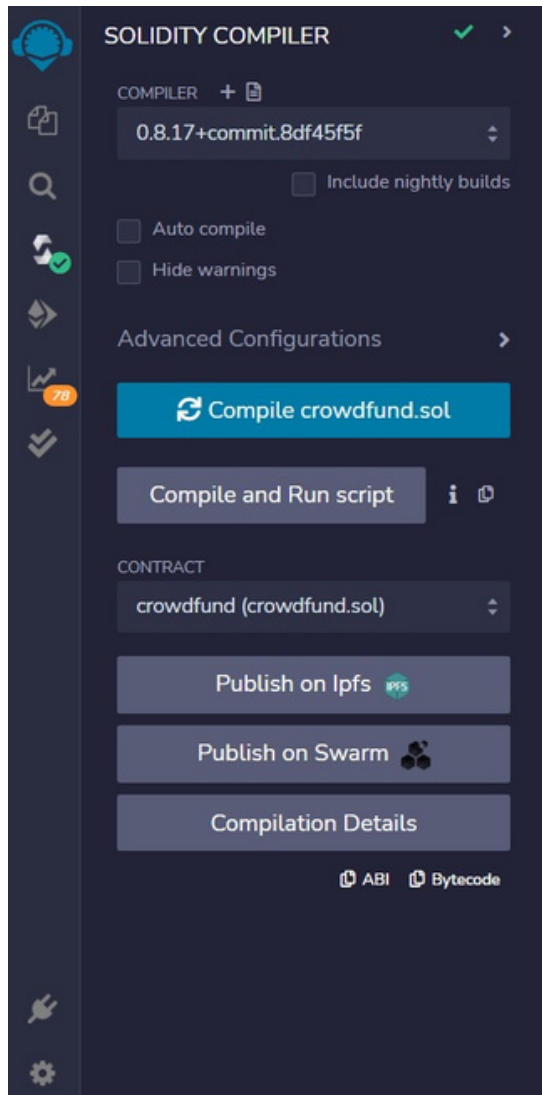 SOLIDITY COMPILER
COMPILER
0.8.17+commit.8df45f5f
Include nightly builds
Auto compile
Hide warnings
Advanced Configurations
78
Compile crowdfund.sol
Compile and Run script
CONTRACT
crowdfund (crowdfund.sol)
Publish on Ipfs IPFS
Publish on Swarm
Compilation Details
ABI Bytecode